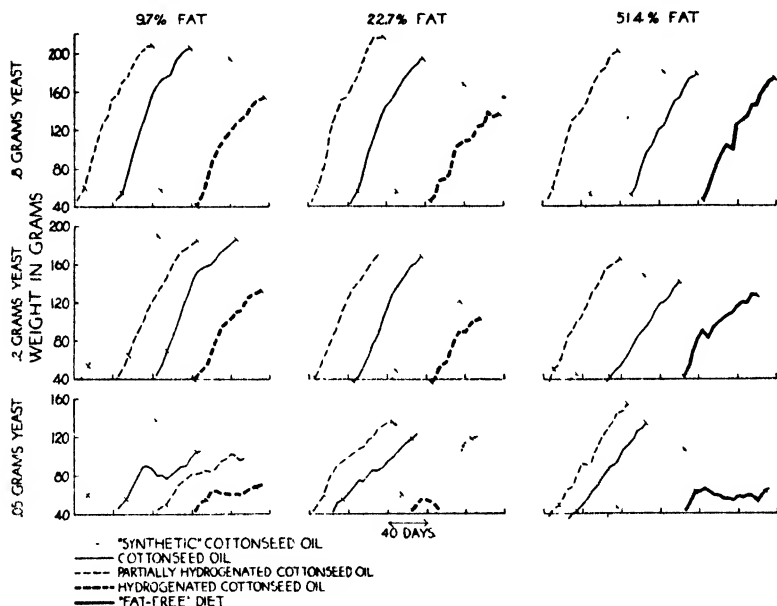 9.7% FAT 22.7% FAT 51.4% FAT
.8 GRAMS YEAST
200
160
120
80
40
WEIGHT IN GRAMS
.2 GRAMS YEAST
200
160
120
80
40
.05 GRAMS YEAST
160
120
80
40
40 DAYS
"SYNTHETIC" COTTONSEED OIL
COTTONSEED OIL
PARTIALLY HYDROGENATED COTTONSEED OIL
HYDROGENATED COTTONSEED OIL
"FAT-FREE" DIET